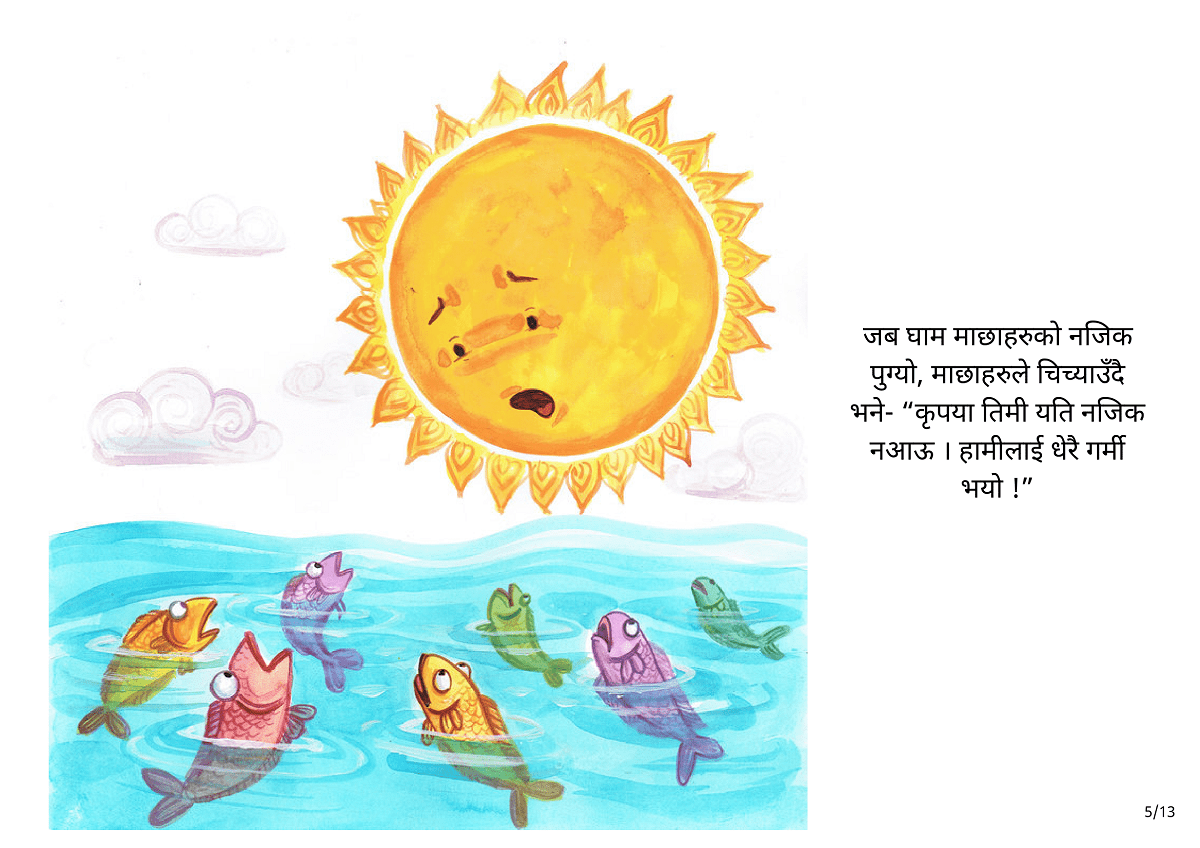 जब घाम माछाहरुको नजिक
पुग्यो, माछाहरुले चिच्याउँदै
भने- “कृपया तिमी यति नजिक
नआऊ । हामीलाई धेरै गर्मी
भयो !”
5/13